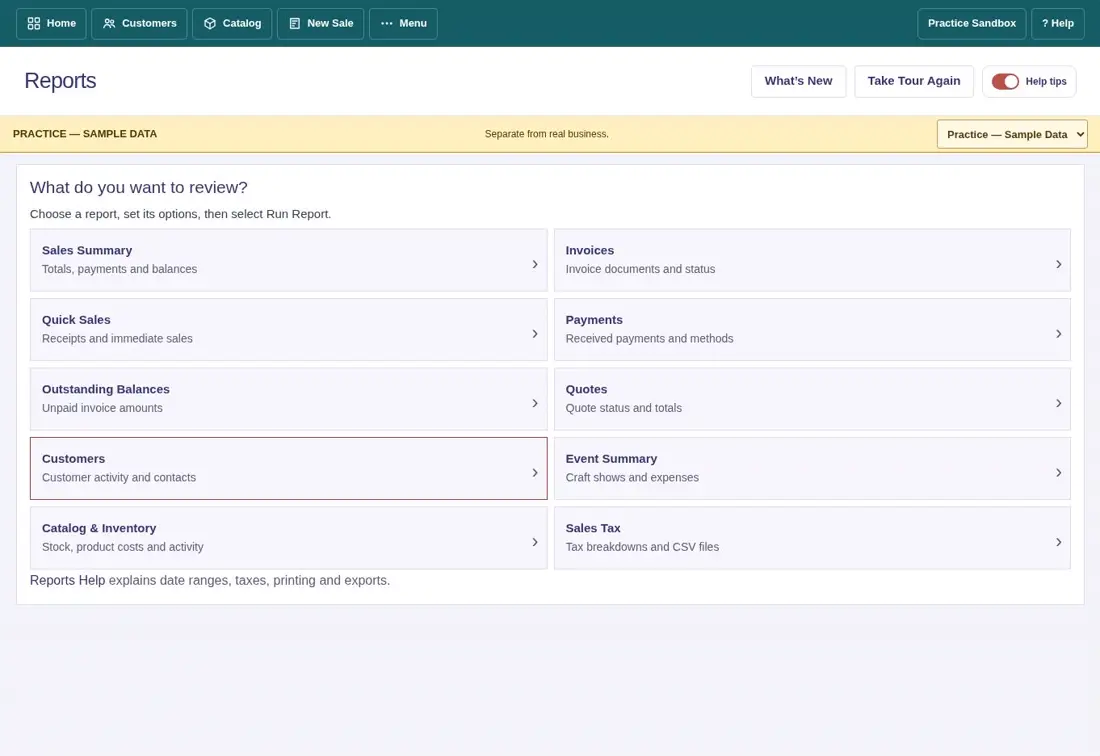 Home
Customers
Catalog
New Sale
Menu
Practice Sandbox
? Help
Reports
What's New
Take Tour Again
Help tips
PRACTICE — SAMPLE DATA
Separate from real business.
Practice — Sample Data
What do you want to review?
Choose a report, set its options, then select Run Report.
Sales Summary
Totals, payments and balances
Invoices
Invoice documents and status
Quick Sales
Receipts and immediate sales
Payments
Received payments and methods
Outstanding Balances
Unpaid invoice amounts
Quotes
Quote status and totals
Customers
Customer activity and contacts
Event Summary
Craft shows and expenses
Catalog & Inventory
Stock, product costs and activity
Sales Tax
Tax breakdowns and CSV files
Reports Help explains date ranges, taxes, printing and exports.